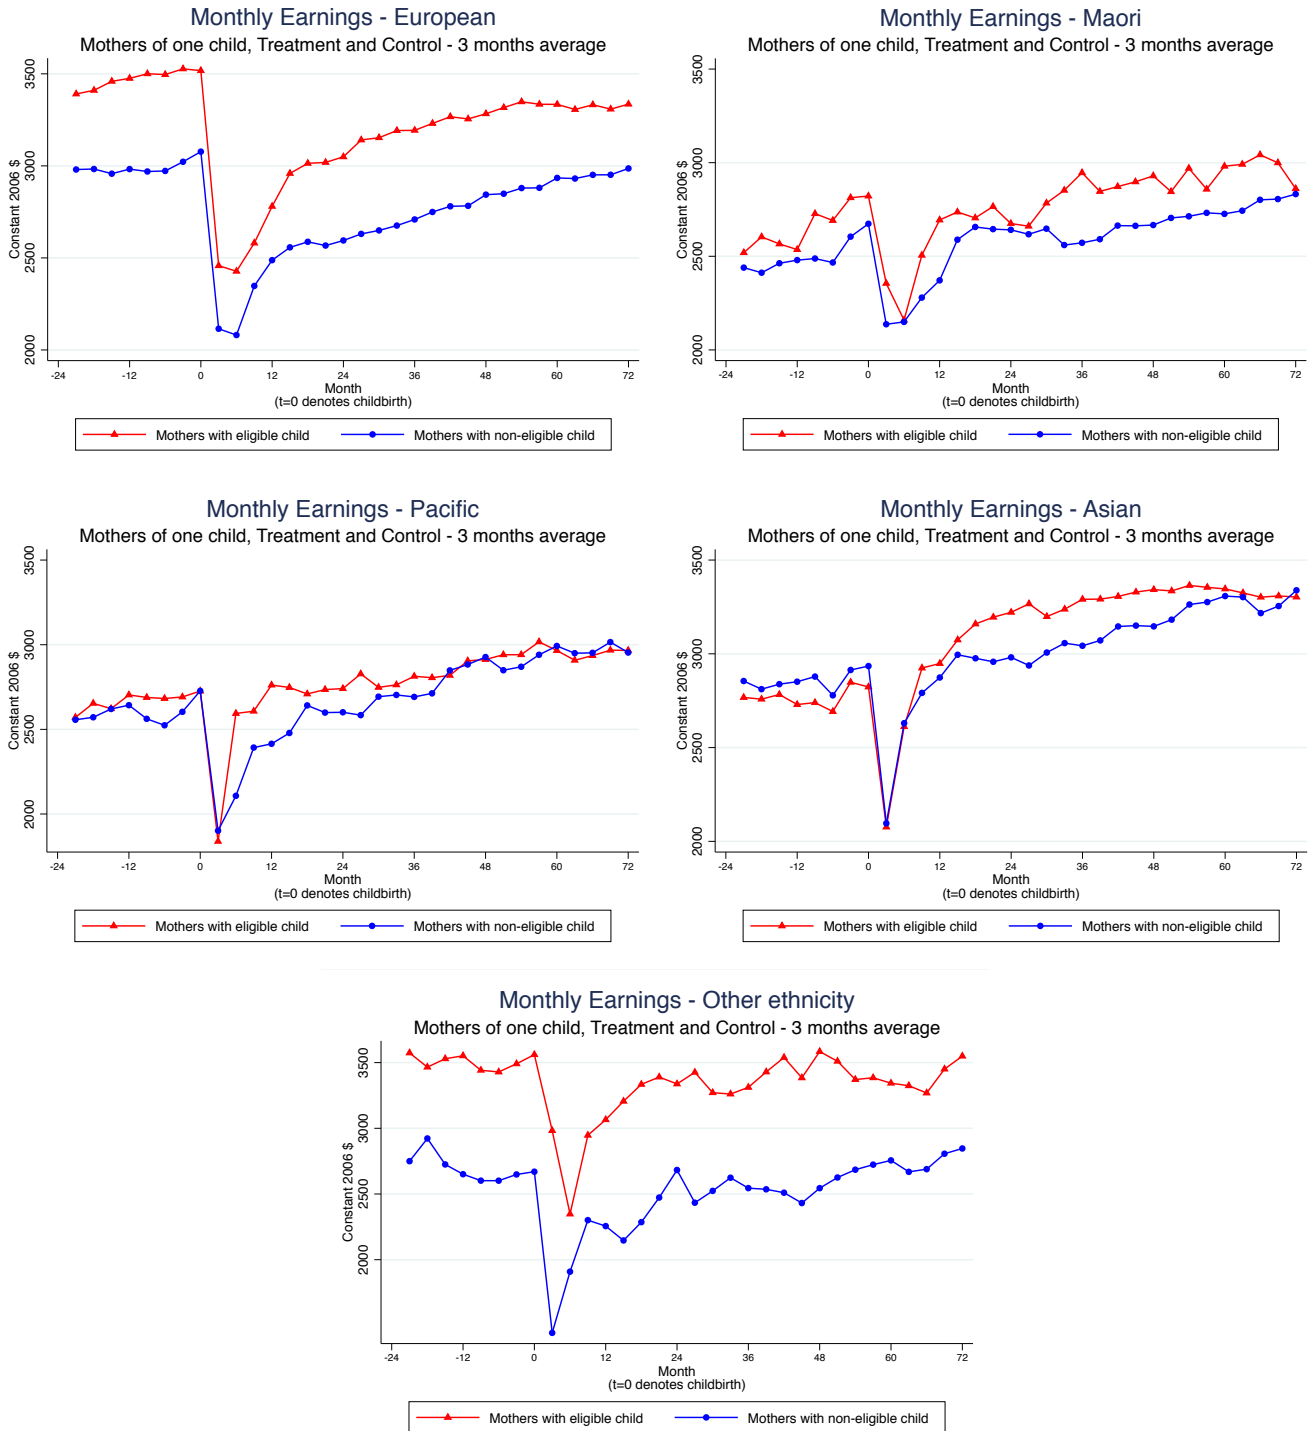 Monthly Earnings - European
Mothers of one child, Treatment and Control - 3 months average
Constant 2006 $
3500
3000
2500
2000
-24 -12 0 12 24 36 48 60 72
Month
(t=0 denotes childbirth)
Mothers with eligible child Mothers with non-eligible child
Monthly Earnings - Maori
Mothers of one child, Treatment and Control - 3 months average
Constant 2006 $
3500
3000
2500
2000
-24 -12 0 12 24 36 48 60 72
Month
(t=0 denotes childbirth)
Mothers with eligible child Mothers with non-eligible child
Monthly Earnings - Pacific
Mothers of one child, Treatment and Control - 3 months average
Constant 2006 $
3500
3000
2500
2000
-24 -12 0 12 24 36 48 60 72
Month
(t=0 denotes childbirth)
Mothers with eligible child Mothers with non-eligible child
Monthly Earnings - Asian
Mothers of one child, Treatment and Control - 3 months average
Constant 2006 $
3500
3000
2500
2000
-24 -12 0 12 24 36 48 60 72
Month
(t=0 denotes childbirth)
Mothers with eligible child Mothers with non-eligible child
Monthly Earnings - Other ethnicity
Mothers of one child, Treatment and Control - 3 months average
Constant 2006 $
3500
3000
2500
2000
-24 -12 0 12 24 36 48 60 72
Month
(t=0 denotes childbirth)
Mothers with eligible child Mothers with non-eligible child